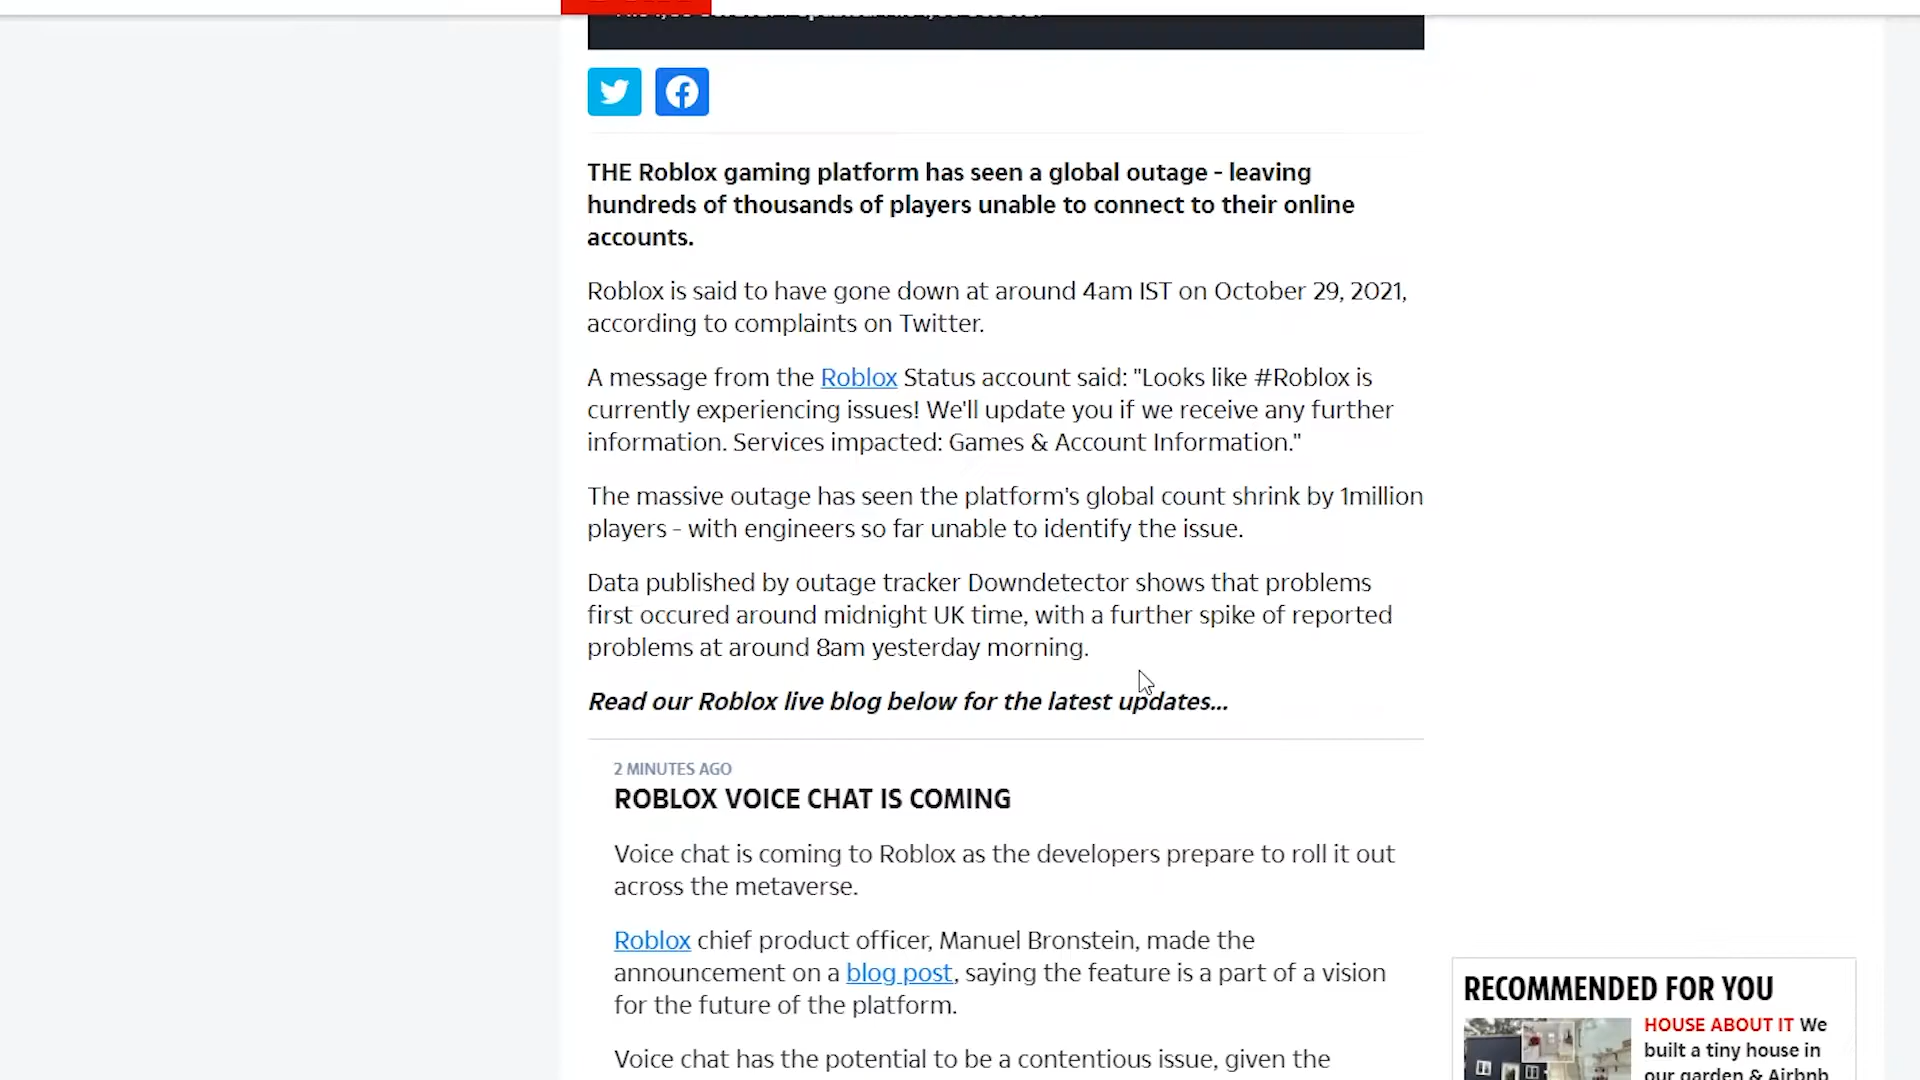 THE Roblox gaming platform has seen a global outage - leaving
hundreds of thousands of players unable to connect to their online
accounts.
Roblox is said to have gone down at around 4am IST on October 29, 2021,
according to complaints on Twitter.
A message from the Roblox Status account said: "Looks like #Roblox is
currently experiencing issues! We'll update you if we receive any further
information. Services impacted: Games & Account Information."
The massive outage has seen the platform's global count shrink by 1million
players - with engineers so far unable to identify the issue.
Data published by outage tracker Downdetector shows that problems
first occured around midnight UK time, with a further spike of reported
problems at around 8am yesterday morning.
Read our Roblox live blog below for the latest updates...
2 MINUTES AGO
ROBLOX VOICE CHAT IS COMING
Voice chat is coming to Roblox as the developers prepare to roll it out
across the metaverse.
Roblox chief product officer, Manuel Bronstein, made the
announcement on a blog post, saying the feature is a part of a vision
for the future of the platform.
Voice chat has the potential to be a contentious issue, given the
RECOMMENDED FOR YOU
HOUSE ABOUT IT We
built a tiny house in
our garden & Airbnb